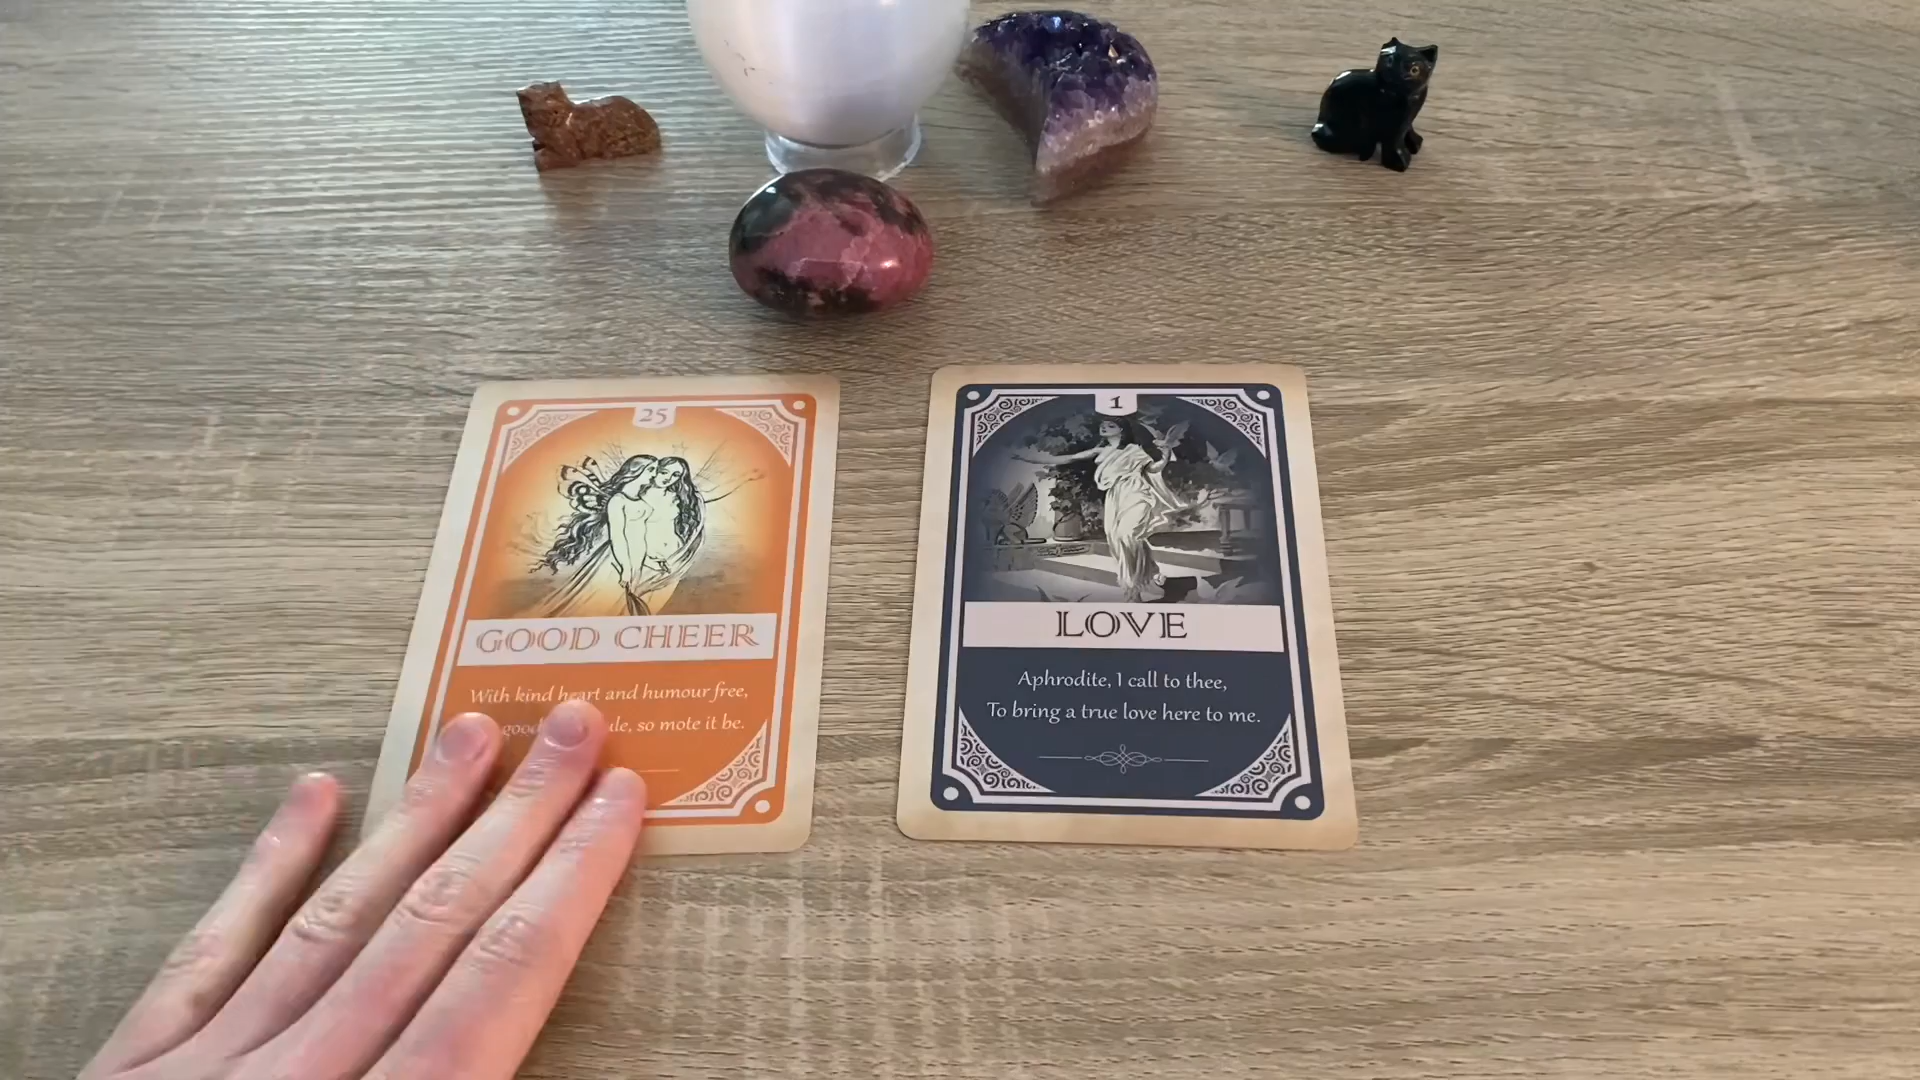 25
GOOD CHEER
With kind heart and humour free,
good so mote it be.
1
LOVE
Aphrodite, I call to thee,
To bring a true love here to me.